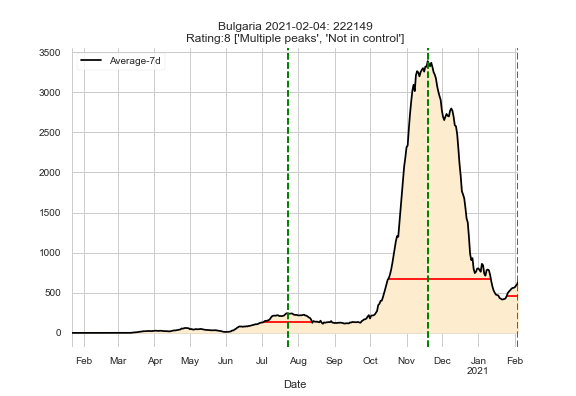 Bulgaria 2021-02-04: 222149
Rating:8 ['Multiple peaks', 'Not in control']
Average-7d
3500
3000
2500
2000
1500
1000
500
0
Feb Mar Apr May Jun Jul Aug Sep Oct Nov Dec Jan Feb
2021
Date